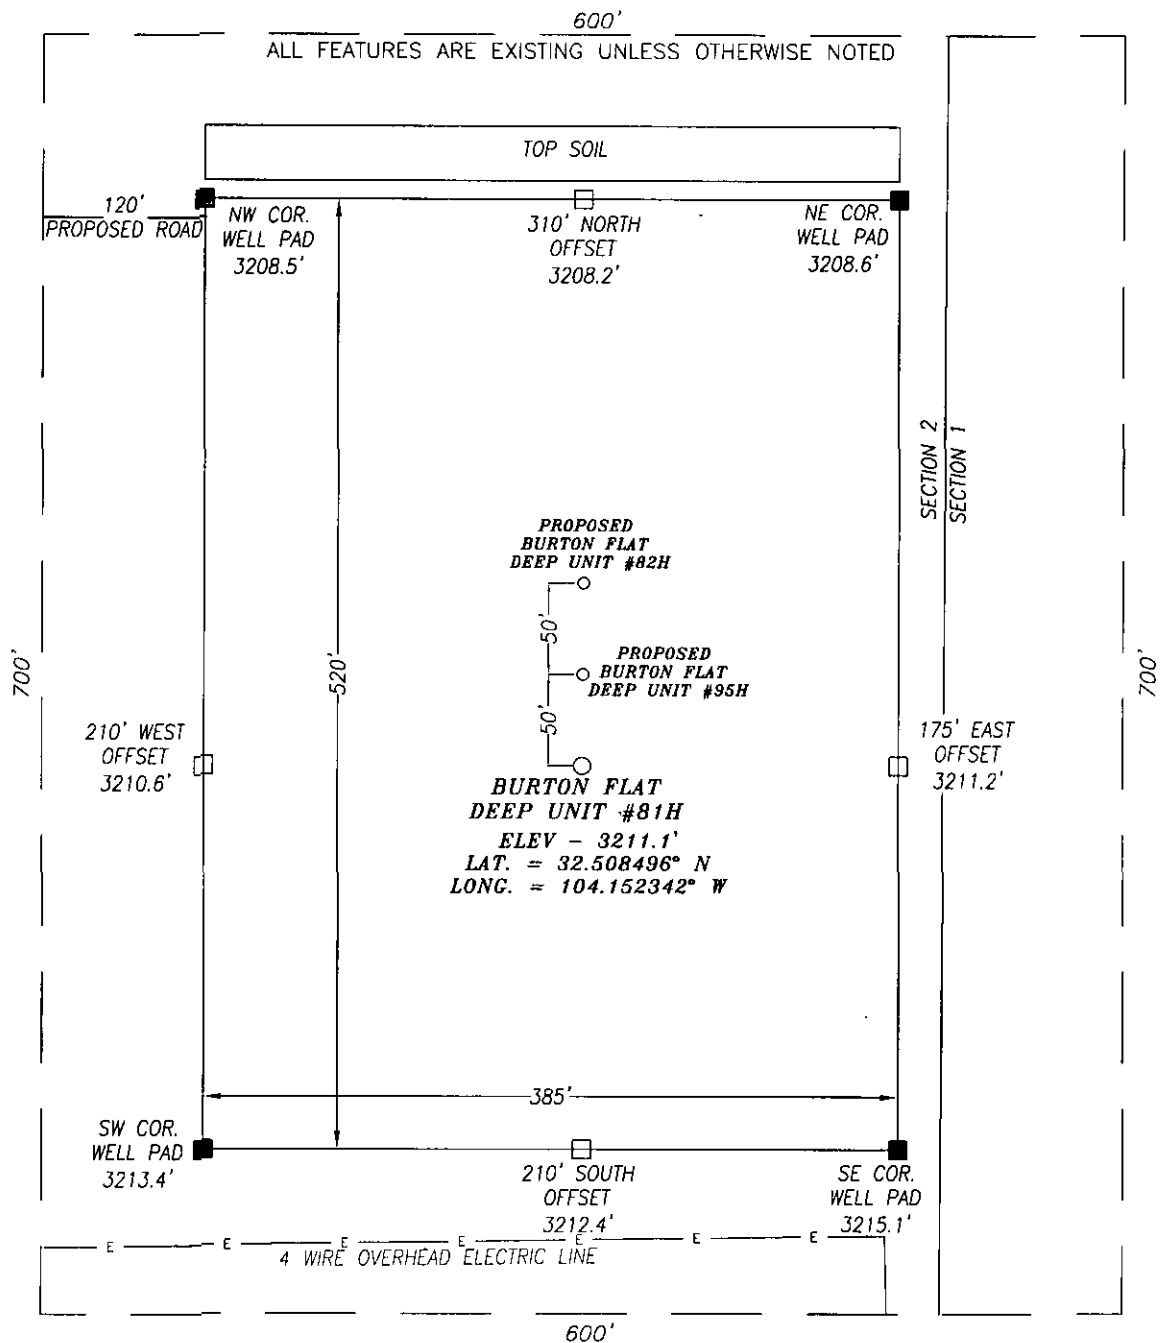 600'
ALL FEATURES ARE EXISTING UNLESS OTHERWISE NOTED
TOP SOIL
120'
PROPOSED ROAD
NW COR.
WELL PAD
3208.5'
310' NORTH
OFFSET
3208.2'
NE COR.
WELL PAD
3208.6'
SECTION 2
SECTION 1
PROPOSED
BURTON FLAT
DEEP UNIT #82H
50'
PROPOSED
BURTON FLAT
DEEP UNIT #95H
50'
700'
520'
700'
210' WEST
OFFSET
3210.6'
175' EAST
OFFSET
3211.2'
BURTON FLAT
DEEP UNIT #81H
ELEV - 3211.1'
LAT. = 32.508496° N
LONG. = 104.152342° W
385'
SW COR.
WELL PAD
3213.4'
210' SOUTH
OFFSET
3212.4'
SE COR.
WELL PAD
3215.1'
E E E E E E E
4 WIRE OVERHEAD ELECTRIC LINE
600'